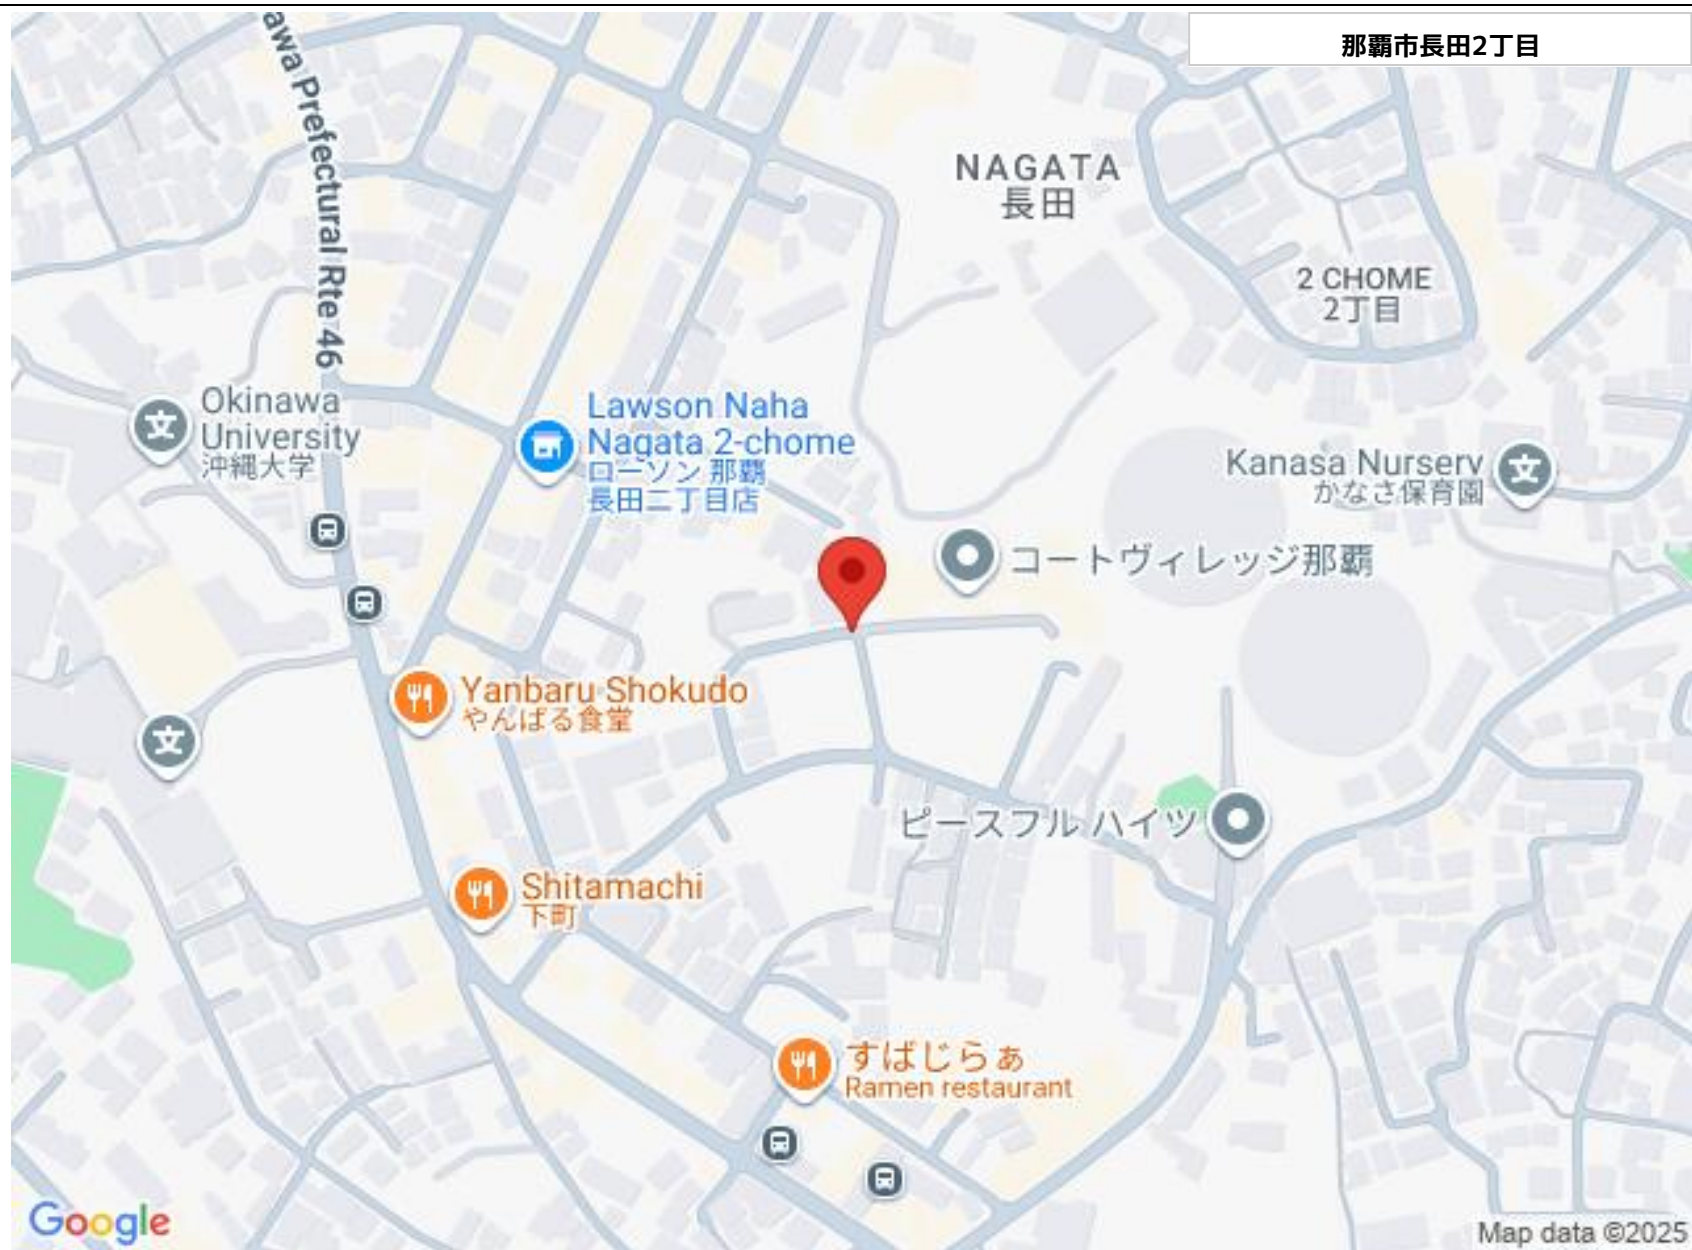 那覇市長田2丁目
awa Prefectural Rte 46
NAGATA
長田
2 CHOME
2丁目
Okinawa
University
沖縄大学
Lawson Naha
Nagata 2-chome
ローソン 那覇
長田二丁目店
Kanasa Nursery
かなさ保育園
コートヴィレッジ那覇
Yanbaru Shokudo
やんばる食堂
ピースフル ハイツ
Shitamachi
下町
すばじらぁ
Ramen restaurant
Google
Map data ©2025